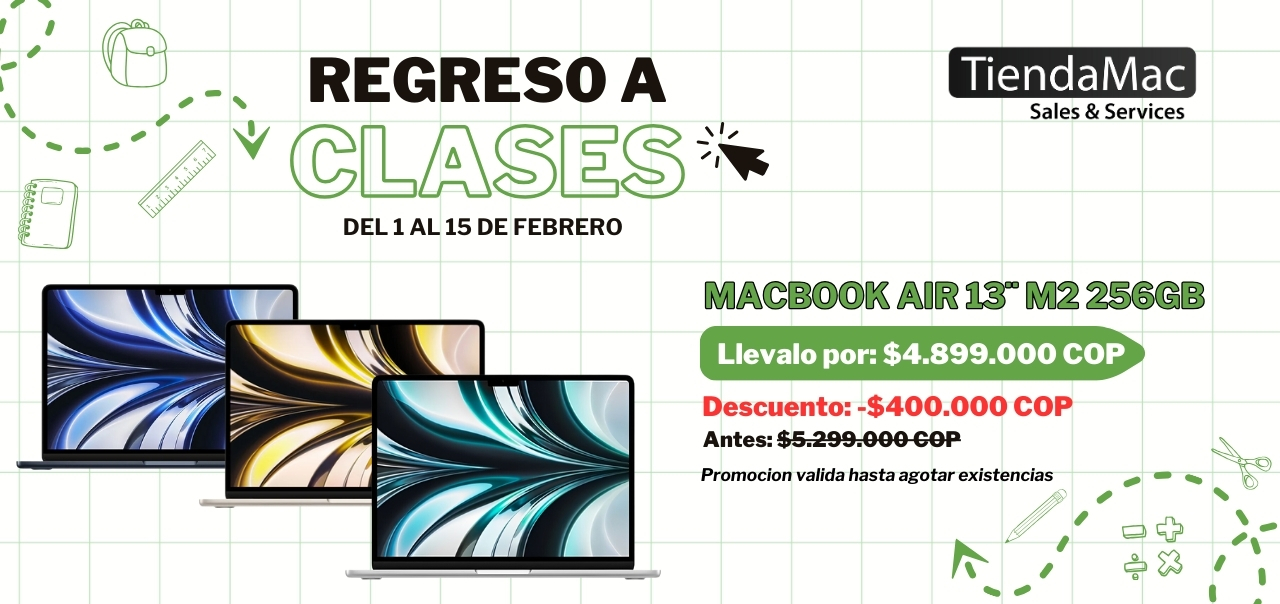 REGRESO A
CLASES
DEL 1 AL 15 DE FEBRERO
TiendaMac
Sales & Services
MACBOOK AIR 13¨ M2 256GB
Llevalo por: $4.899.000 COP
Descuento: -$400.000 COP
Antes: $5.299.000 COP
Promocion valida hasta agotar existencias